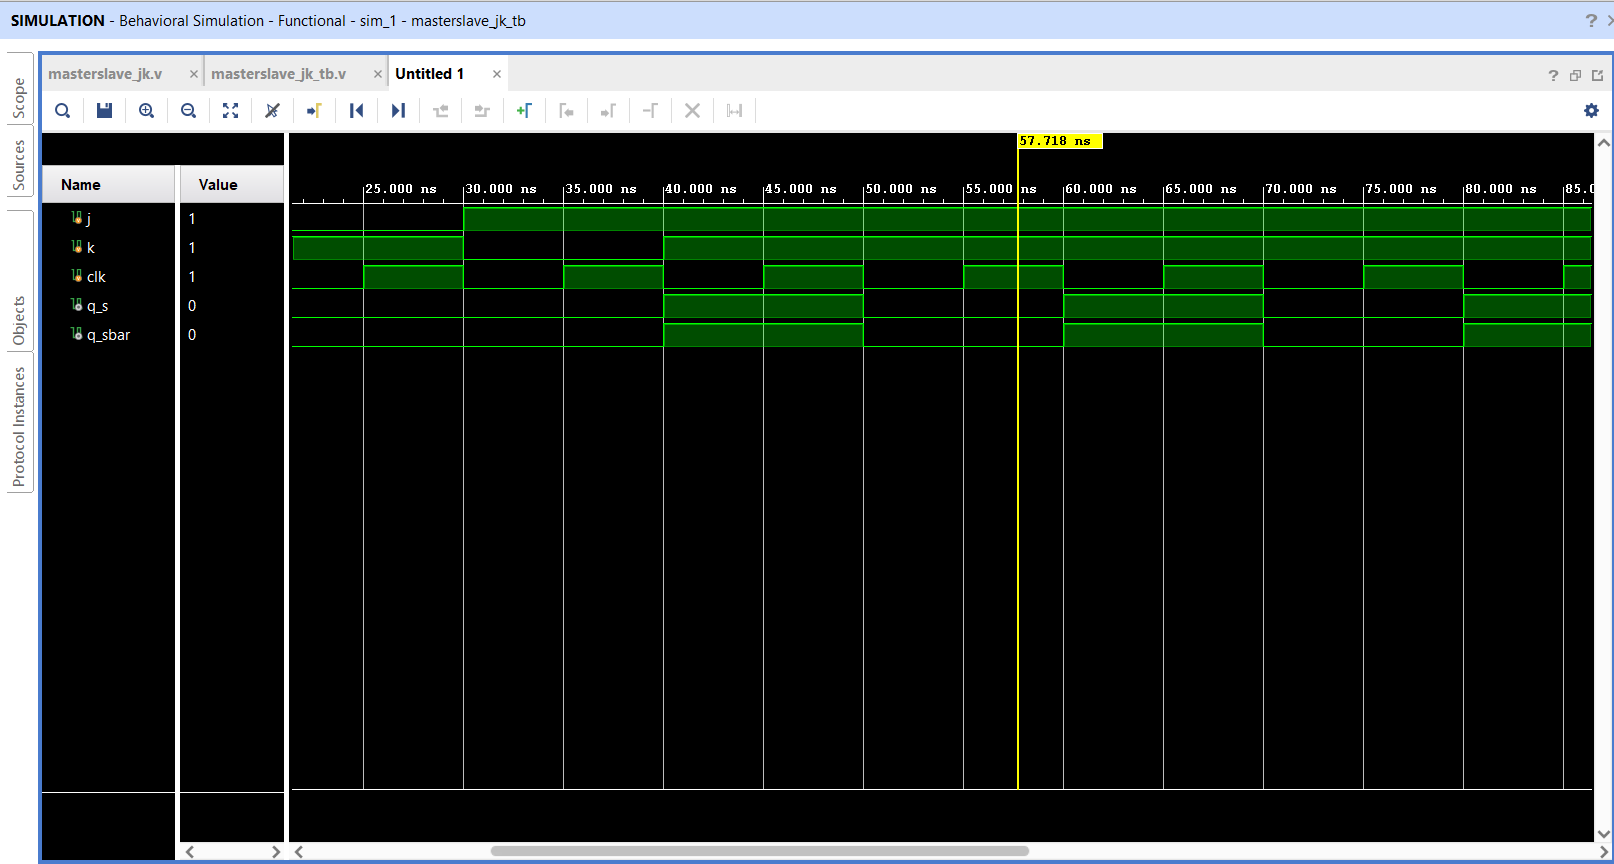 SIMULATION - Behavioral Simulation - Functional - sim_1 - masterslave_jk_tb
masterslave_jk.v
masterslave_jk_tb.v
Untitled 1
Scope
Sources
Objects
Protocol Instances
57.718 ns
Name Value
25.000 ns 30.000 ns 35.000 ns 40.000 ns 45.000 ns 50.000 ns 55.000 ns 60.000 ns 65.000 ns 70.000 ns 75.000 ns 80.000 ns 85.0
j 1
k 1
clk 1
q_s 0
q_sbar 0